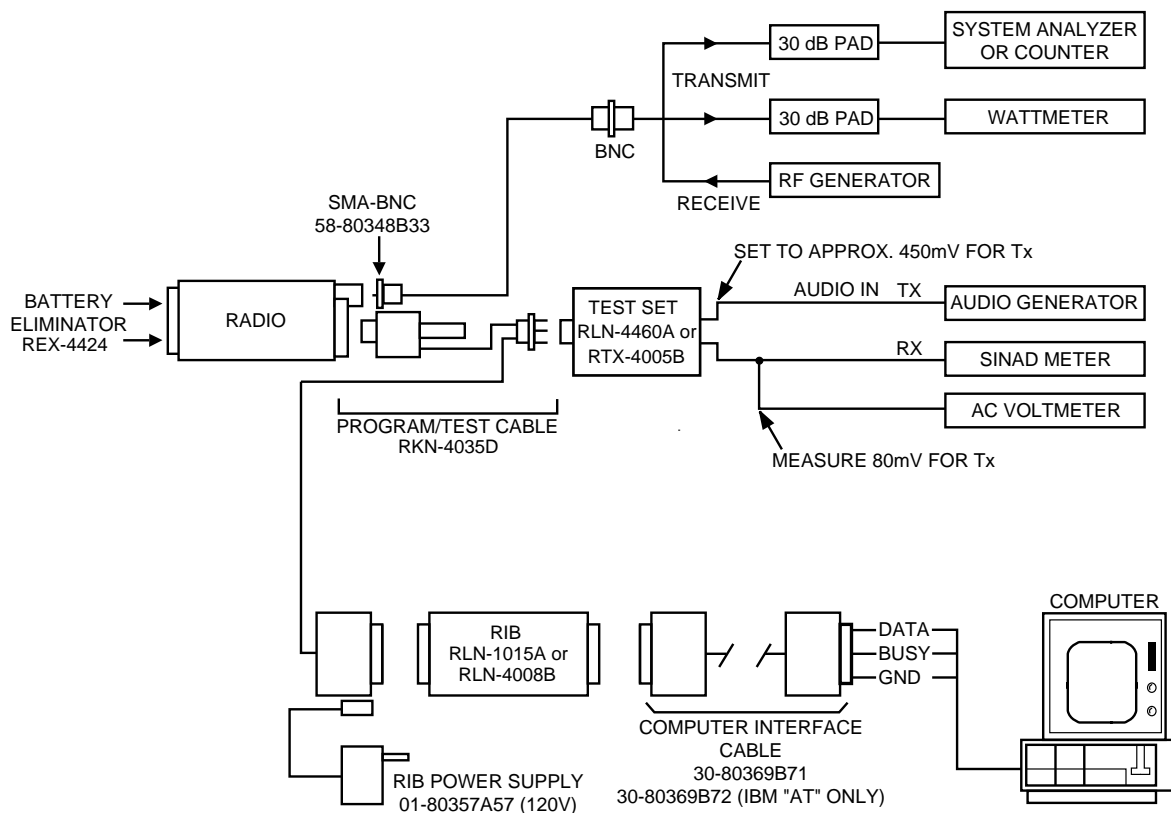 30 dB PAD
SYSTEM ANALYZER
OR COUNTER
TRANSMIT
30 dB PAD
WATTMETER
BNC
RF GENERATOR
RECEIVE
SMA-BNC
58-80348B33
SET TO APPROX. 450mV FOR Tx
BATTERY
ELIMINATOR
REX-4424
RADIO
TEST SET
RLN-4460A or
RTX-4005B
AUDIO IN TX
AUDIO GENERATOR
RX
SINAD METER
AC VOLTMETER
PROGRAM/TEST CABLE
RKN-4035D
MEASURE 80mV FOR Tx
COMPUTER
RIB
RLN-1015A or
RLN-4008B
DATA
BUSY
GND
COMPUTER INTERFACE
CABLE
30-80369B71
30-80369B72 (IBM "AT" ONLY)
RIB POWER SUPPLY
01-80357A57 (120V)